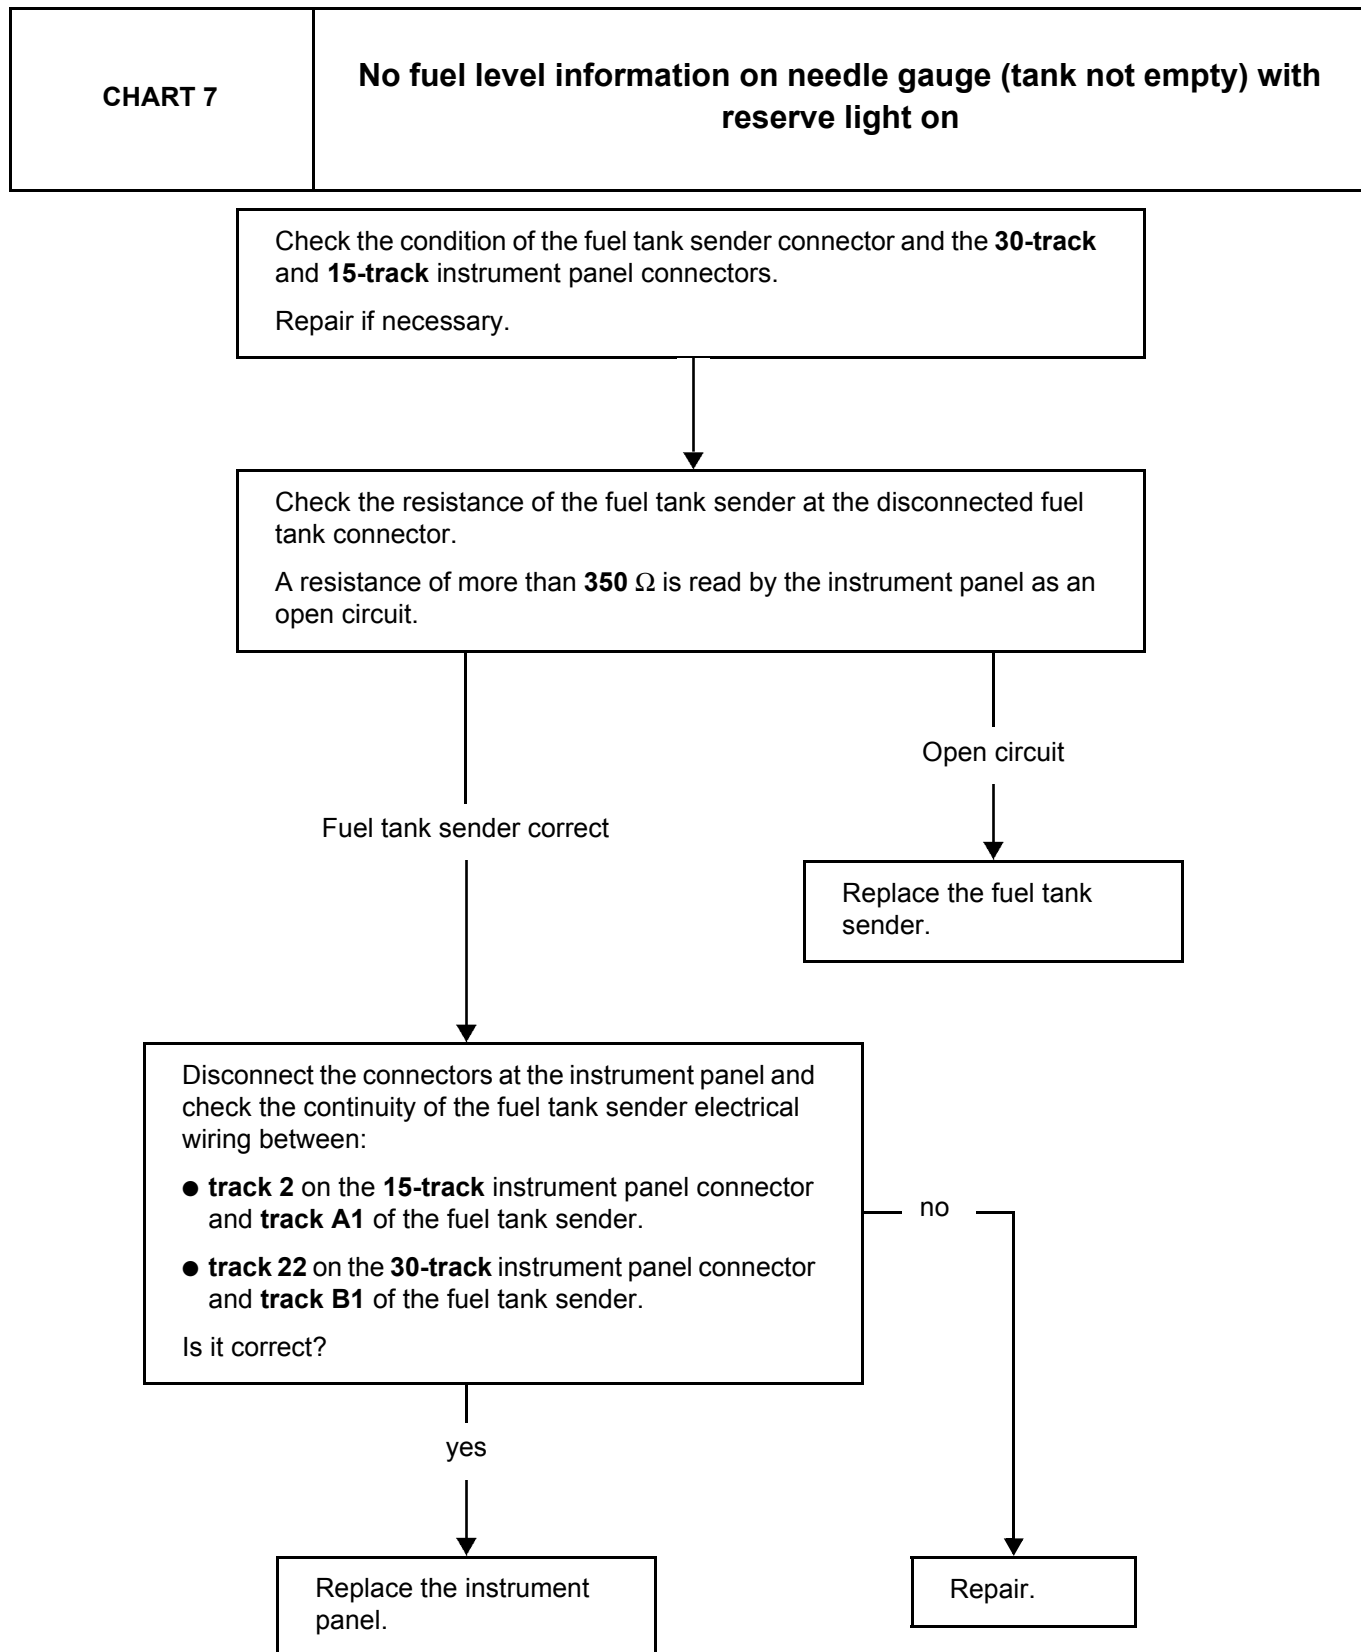 CHART 7
No fuel level information on needle gauge (tank not empty) with
reserve light on
Check the condition of the fuel tank sender connector and the 30-track
and 15-track instrument panel connectors.
Repair if necessary.
Check the resistance of the fuel tank sender at the disconnected fuel
tank connector.
A resistance of more than 350 Ω is read by the instrument panel as an
open circuit.
Open circuit
Fuel tank sender correct
Replace the fuel tank
sender.
Disconnect the connectors at the instrument panel and
check the continuity of the fuel tank sender electrical
wiring between:
● track 2 on the 15-track instrument panel connector
and track A1 of the fuel tank sender.
● track 22 on the 30-track instrument panel connector
and track B1 of the fuel tank sender.
Is it correct?
no
yes
Replace the instrument
panel.
Repair.